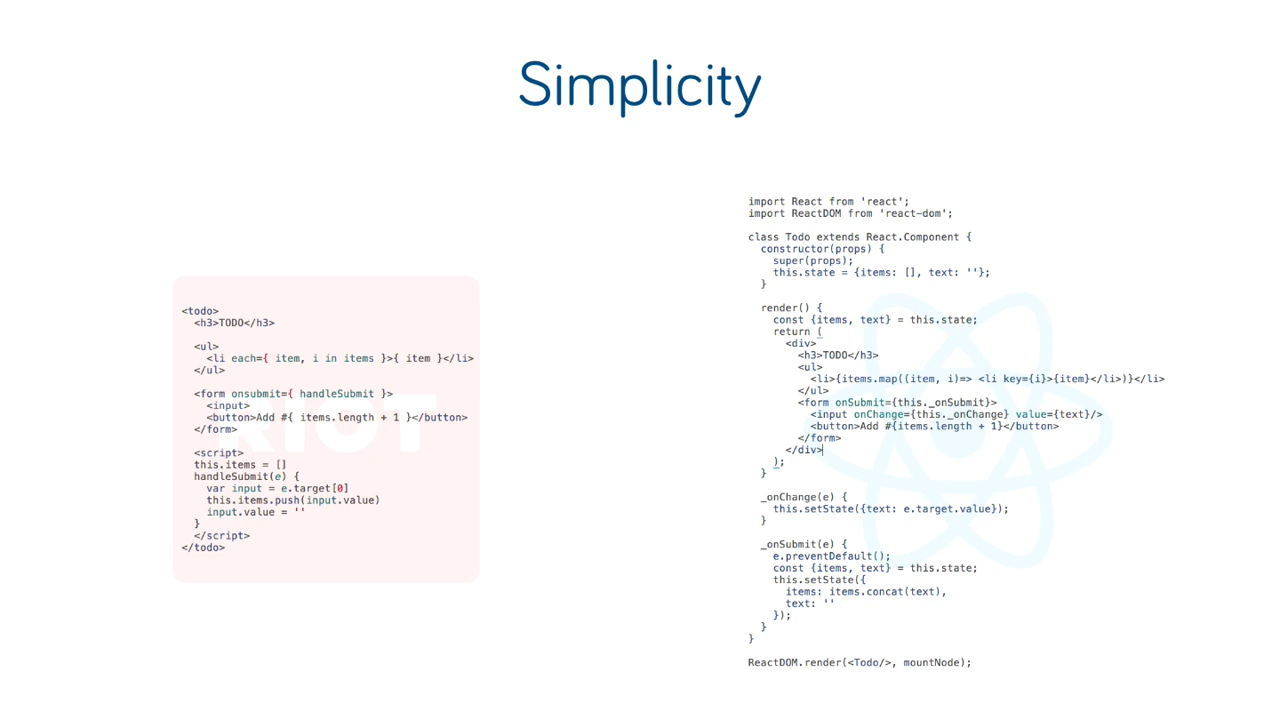 Simplicity
<todo>
  <h3>TODO</h3>

  <ul>
    <li each={ item, i in items }>{ item }</li>
  </ul>

  <form onsubmit={ handleSubmit }>
    <input>
    <button>Add #{ items.length + 1 }</button>
  </form>

  <script>
  this.items = []
  handleSubmit(e) {
    var input = e.target[0]
    this.items.push(input.value)
    input.value = ''
  }
  </script>
</todo>
RIOT
import React from 'react';
import ReactDOM from 'react-dom';

class Todo extends React.Component {
  constructor(props) {
    super(props);
    this.state = {items: [], text: ''};
  }

  render() {
    const {items, text} = this.state;
    return (
      <div>
        <h3>TODO</h3>
        <ul>
          <li>{items.map((item, i)=> <li key={i}>{item}</li>)}</li>
        </ul>
        <form onSubmit={this._onSubmit}>
          <input onChange={this._onChange} value={text}/>
          <button>Add #{items.length + 1}</button>
        </form>
      </div>
    );
  }

  _onChange(e) {
    this.setState({text: e.target.value});
  }

  _onSubmit(e) {
    e.preventDefault();
    const {items, text} = this.state;
    this.setState({
      items: items.concat(text),
      text: ''
    });
  }
}

ReactDOM.render(<Todo/>, mountNode);